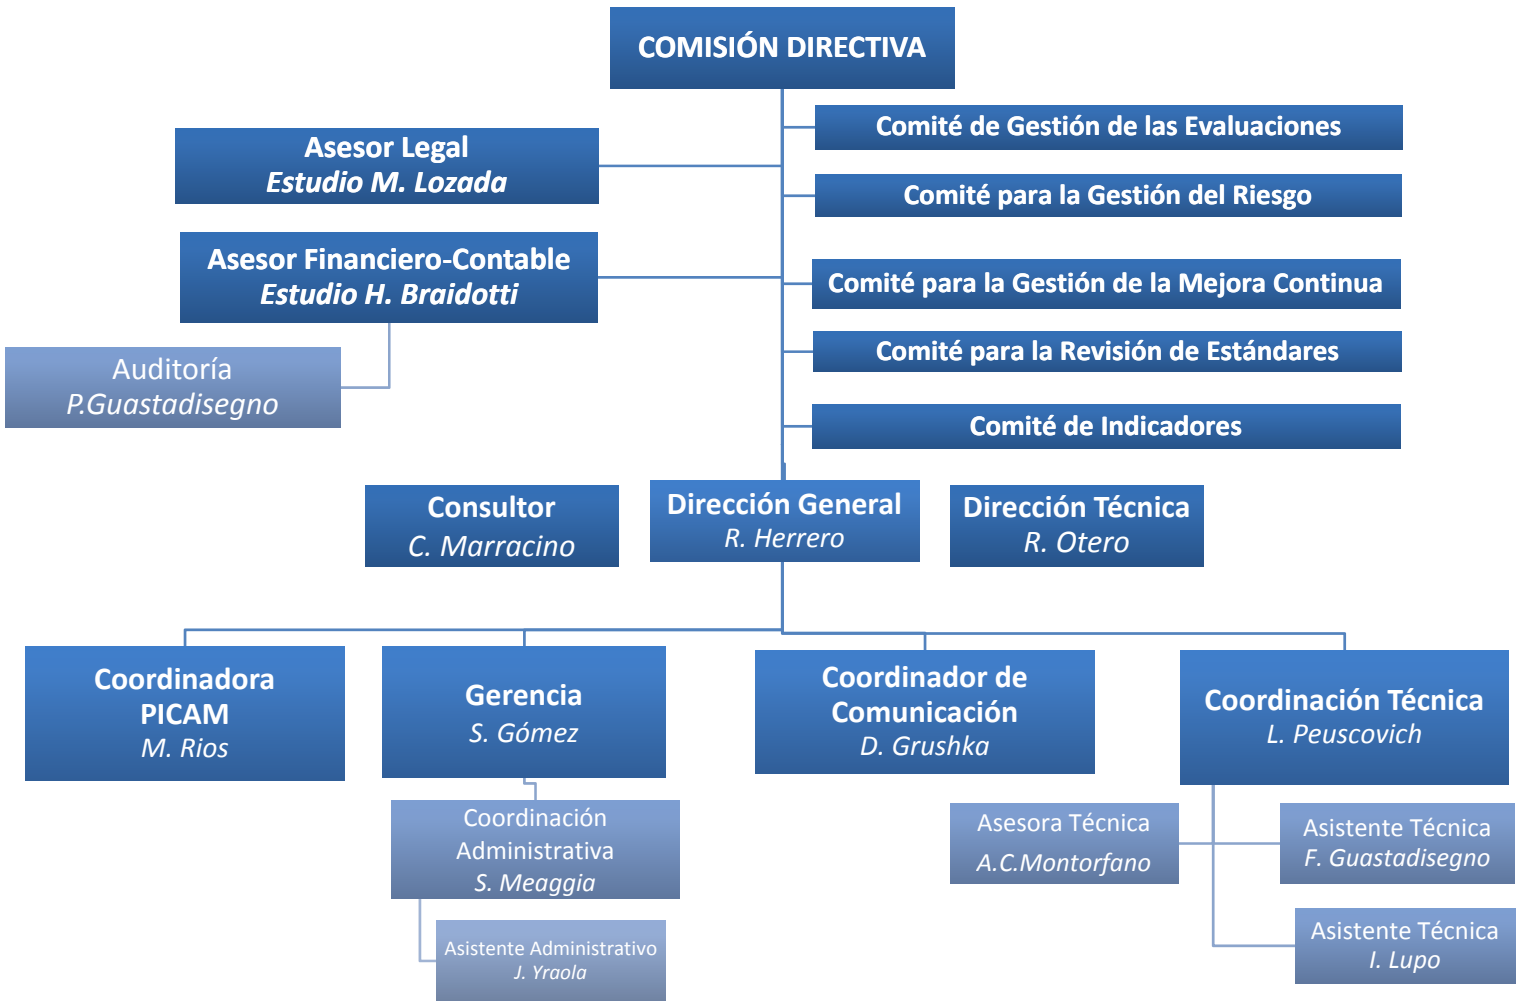 COMISIÓN DIRECTIVA
Comité de Gestión de las Evaluaciones
Asesor Legal
Estudio M. Lozada
Comité para la Gestión del Riesgo
Asesor Financiero-Contable
Estudio H. Braidotti
Comité para la Gestión de la Mejora Continua
Comité para la Revisión de Estándares
Auditoría
P.Guastadisegno
Comité de Indicadores
Consultor
C. Marracino
Dirección General
R. Herrero
Dirección Técnica
R. Otero
Coordinadora
PICAM
M. Rios
Gerencia
S. Gómez
Coordinador de
Comunicación
D. Grushka
Coordinación Técnica
L. Peuscovich
Coordinación
Administrativa
S. Meaggia
Asesora Técnica
A.C.Montorfano
Asistente Técnica
F. Guastadisegno
Asistente Administrativo
J. Yraola
Asistente Técnica
I. Lupo